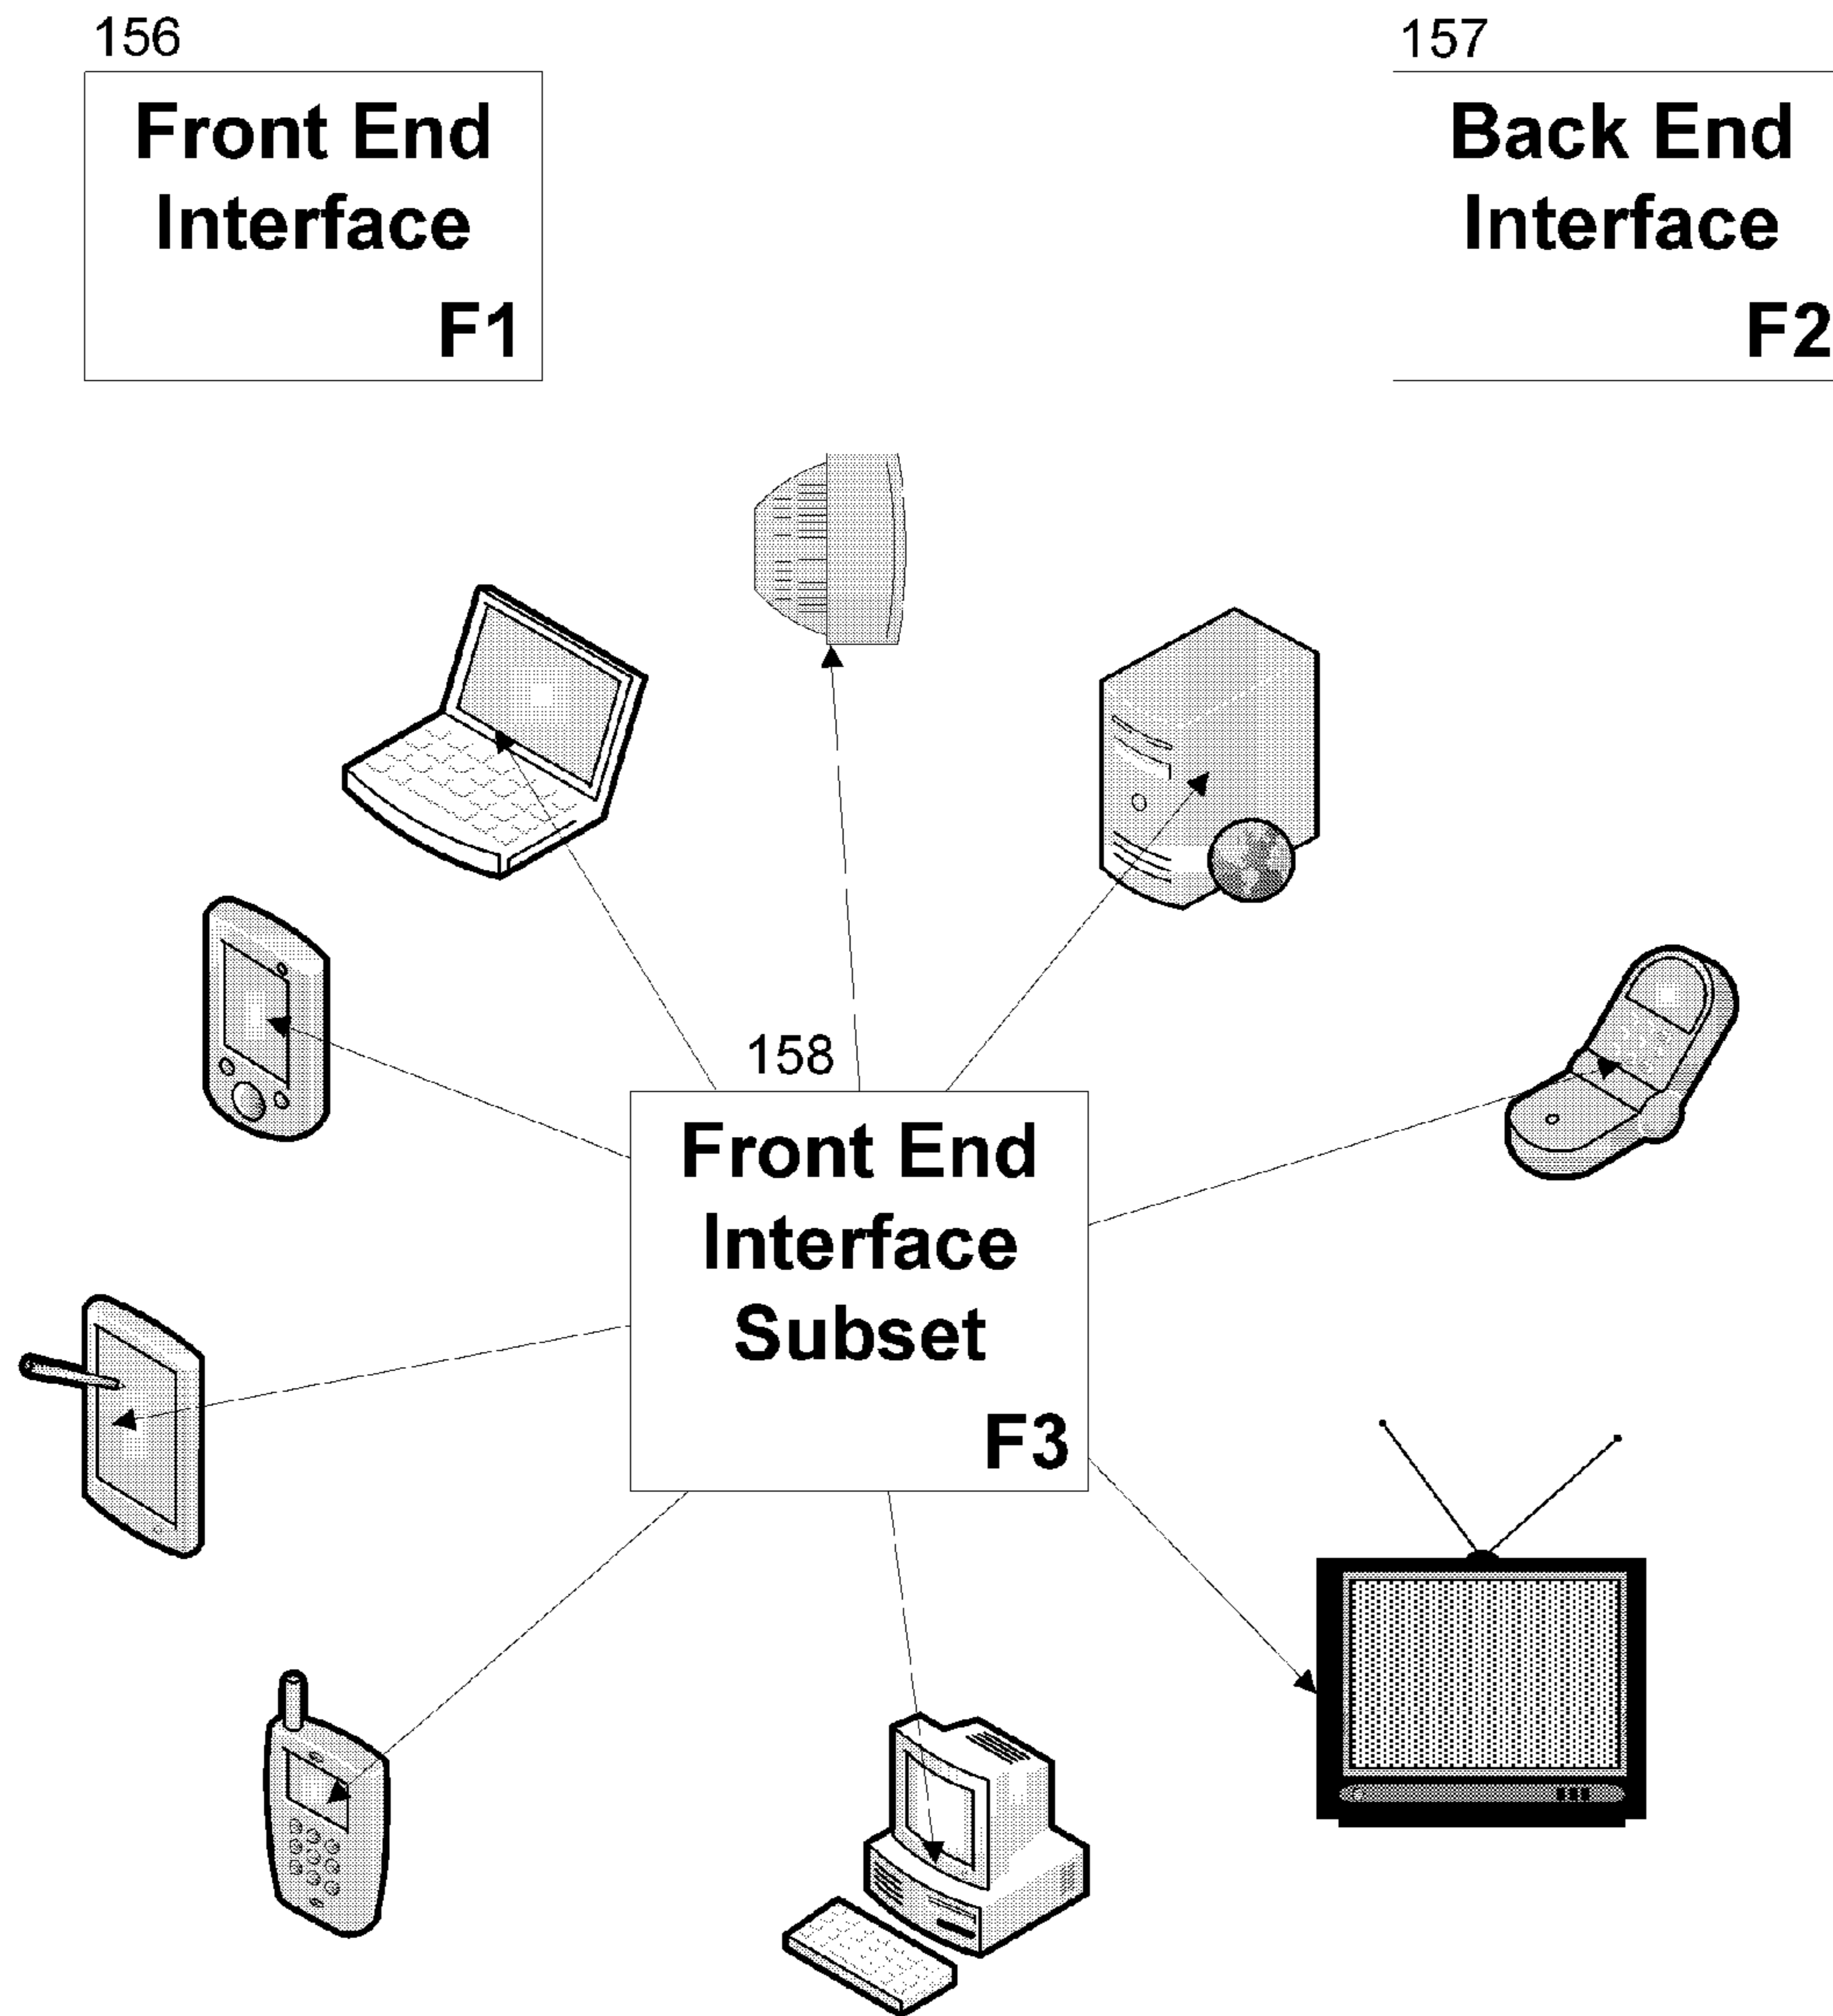 156
Front End
Interface
F1
157
Back End
Interface
F2
158
Front End
Interface
Subset
F3